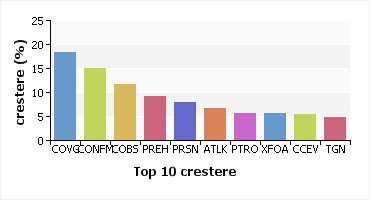 crestere (%)
25
20
15
10
5
0
COVG CONFM COBS PREH PRSN ATLK PTRO XFOA CCEV TGN
Top 10 crestere